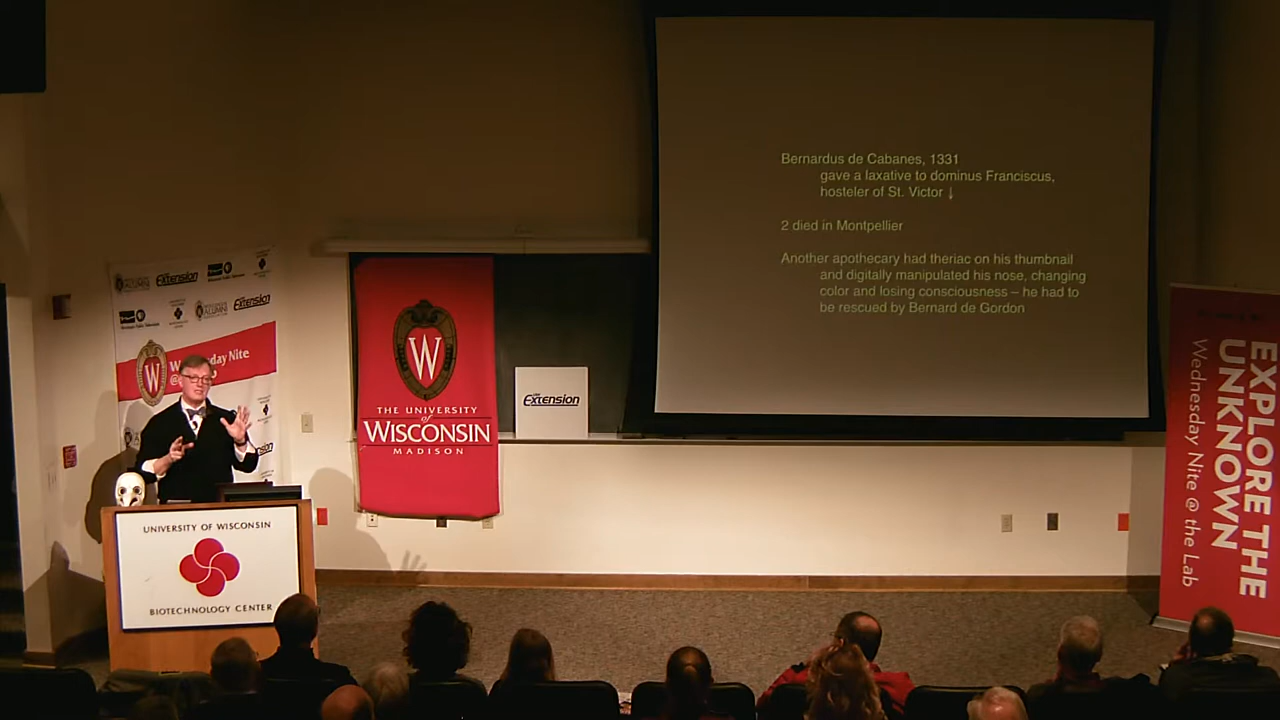 Bernardus de Cabanes, 1331
gave a laxative to dominus Franciscus,
hosteler of St. Victor ↓
2 died in Montpellier
Another apothecary had theriac on his thumbnail
and digitally manipulated his nose, changing
color and losing consciousness – he had to
be rescued by Bernard de Gordon
Extension
Extension
W
day Nite
W
THE UNIVERSITY
of
WISCONSIN
MADISON
Extension
UNIVERSITY OF WISCONSIN
BIOTECHNOLOGY CENTER
EXPLORE THE
UNKNOWN
Wednesday Nite @ the Lab